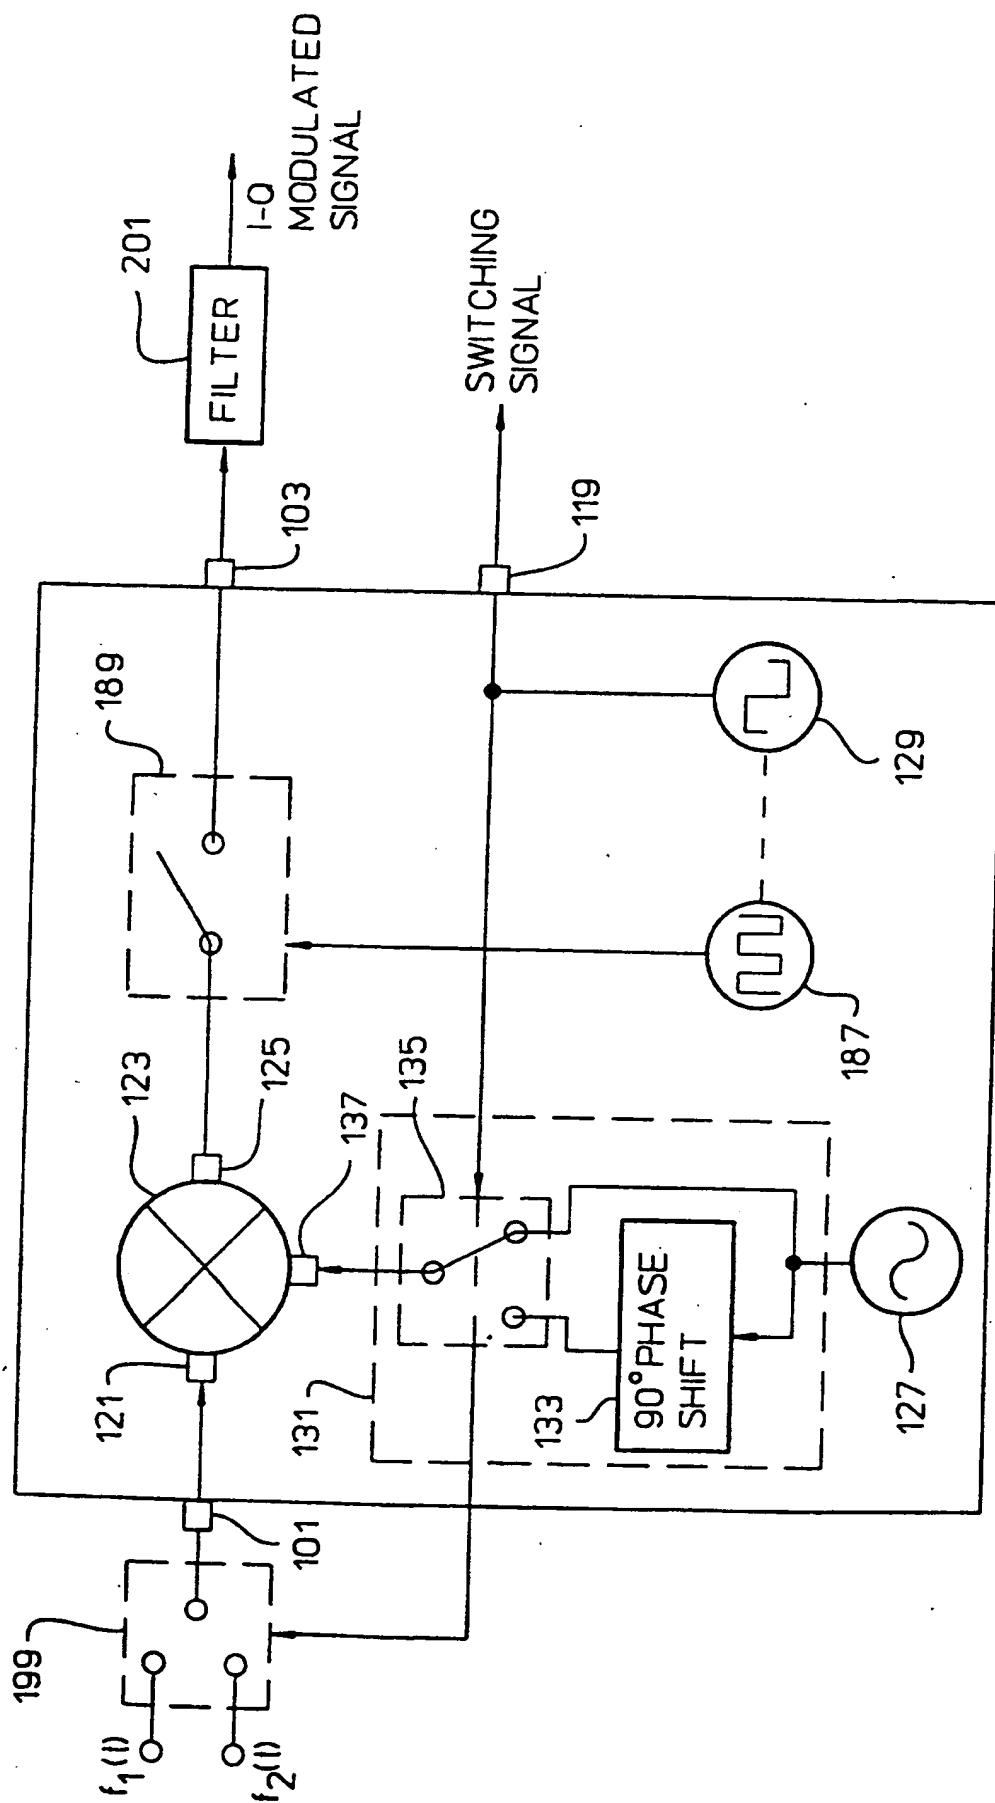 199
f1(t)
f2(t)
101
121
123
125
137
131
135
133
90° PHASE
SHIFT
127
189
187
129
103
119
201
FILTER
I-Q
MODULATED
SIGNAL
SWITCHING
SIGNAL